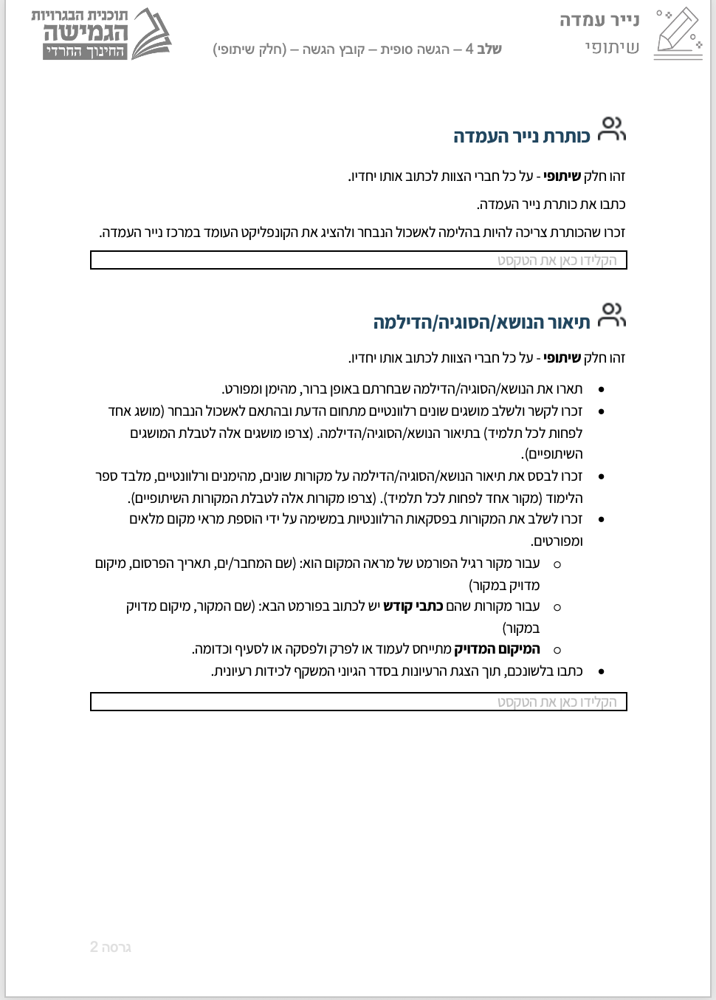 נייר עמדה
שיתופי
שלב 4 – הגשה סופית – קובץ הגשה – (חלק שיתופי)
תוכנית הבגרויות
הגמישה
החינוך החרדי
כותרת נייר העמדה
זהו חלק שיתופי - על כל חברי הצוות לכתוב אותו יחדיו.
כתבו את כותרת נייר העמדה.
זכרו שהכותרת צריכה להיות בהלימה לאשכול הנבחר ולהציג את הקונפליקט העומד במרכז נייר העמדה.
הקלידו כאן את הטקסט
תיאור הנושא/הסוגיה/הדילמה
זהו חלק שיתופי - על כל חברי הצוות לכתוב אותו יחדיו.
• תארו את הנושא/הסוגיה/הדילמה שבחרתם באופן ברור, מהימן ומפורט.
• זכרו לקשר ולשלב מושגים שונים רלוונטיים מתחום הדעת ובהתאם לאשכול הנבחר (מושג אחד
לפחות לכל תלמיד) בתיאור הנושא/הסוגיה/הדילמה. (צרפו מושגים אלה לטבלת המושגים
השיתופיים).
• זכרו לבסס את תיאור הנושא/הסוגיה/הדילמה על מקורות שונים, מהימנים ורלוונטיים, מלבד ספר
הלימוד (מקור אחד לפחות לכל תלמיד). (צרפו מקורות אלה לטבלת המקורות השיתופיים).
• זכרו לשלב את המקורות בפסקאות הרלוונטיות במשימה על ידי הוספת מראי מקום מלאים
ומפורטים.
o עבור מקור רגיל הפורמט של מראה המקום הוא: (שם המחבר/ים, תאריך הפרסום, מיקום
מדויק במקור)
o עבור מקורות שהם כתבי קודש יש לכתוב בפורמט הבא: (שם המקור, מיקום מדויק
במקור)
o המיקום המדויק מתייחס לעמוד או לפרק ולפסקה או לסעיף וכדומה.
• כתבו בלשונכם, תוך הצגת הרעיונות בסדר הגיוני המשקף לכידות רעיונית.
הקלידו כאן את הטקסט
גרסה 2